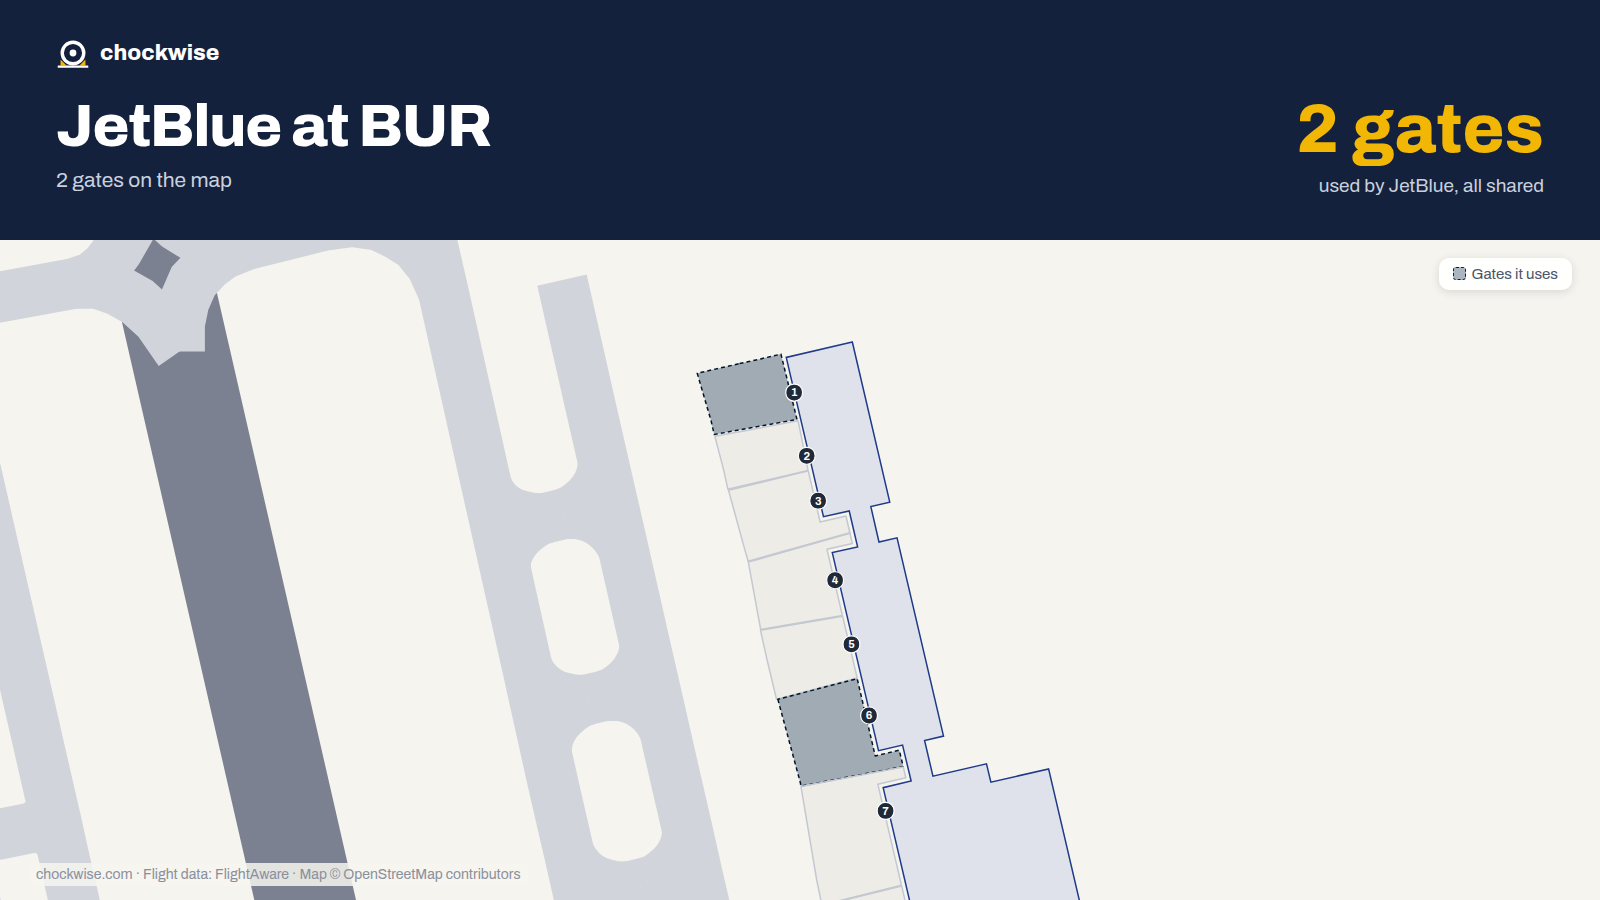 chockwise
JetBlue at BUR
2 gates on the map
2 gates
used by JetBlue, all shared
Gates it uses
1
2
3
4
5
6
7
chockwise.com · Flight data: FlightAware · Map © OpenStreetMap contributors